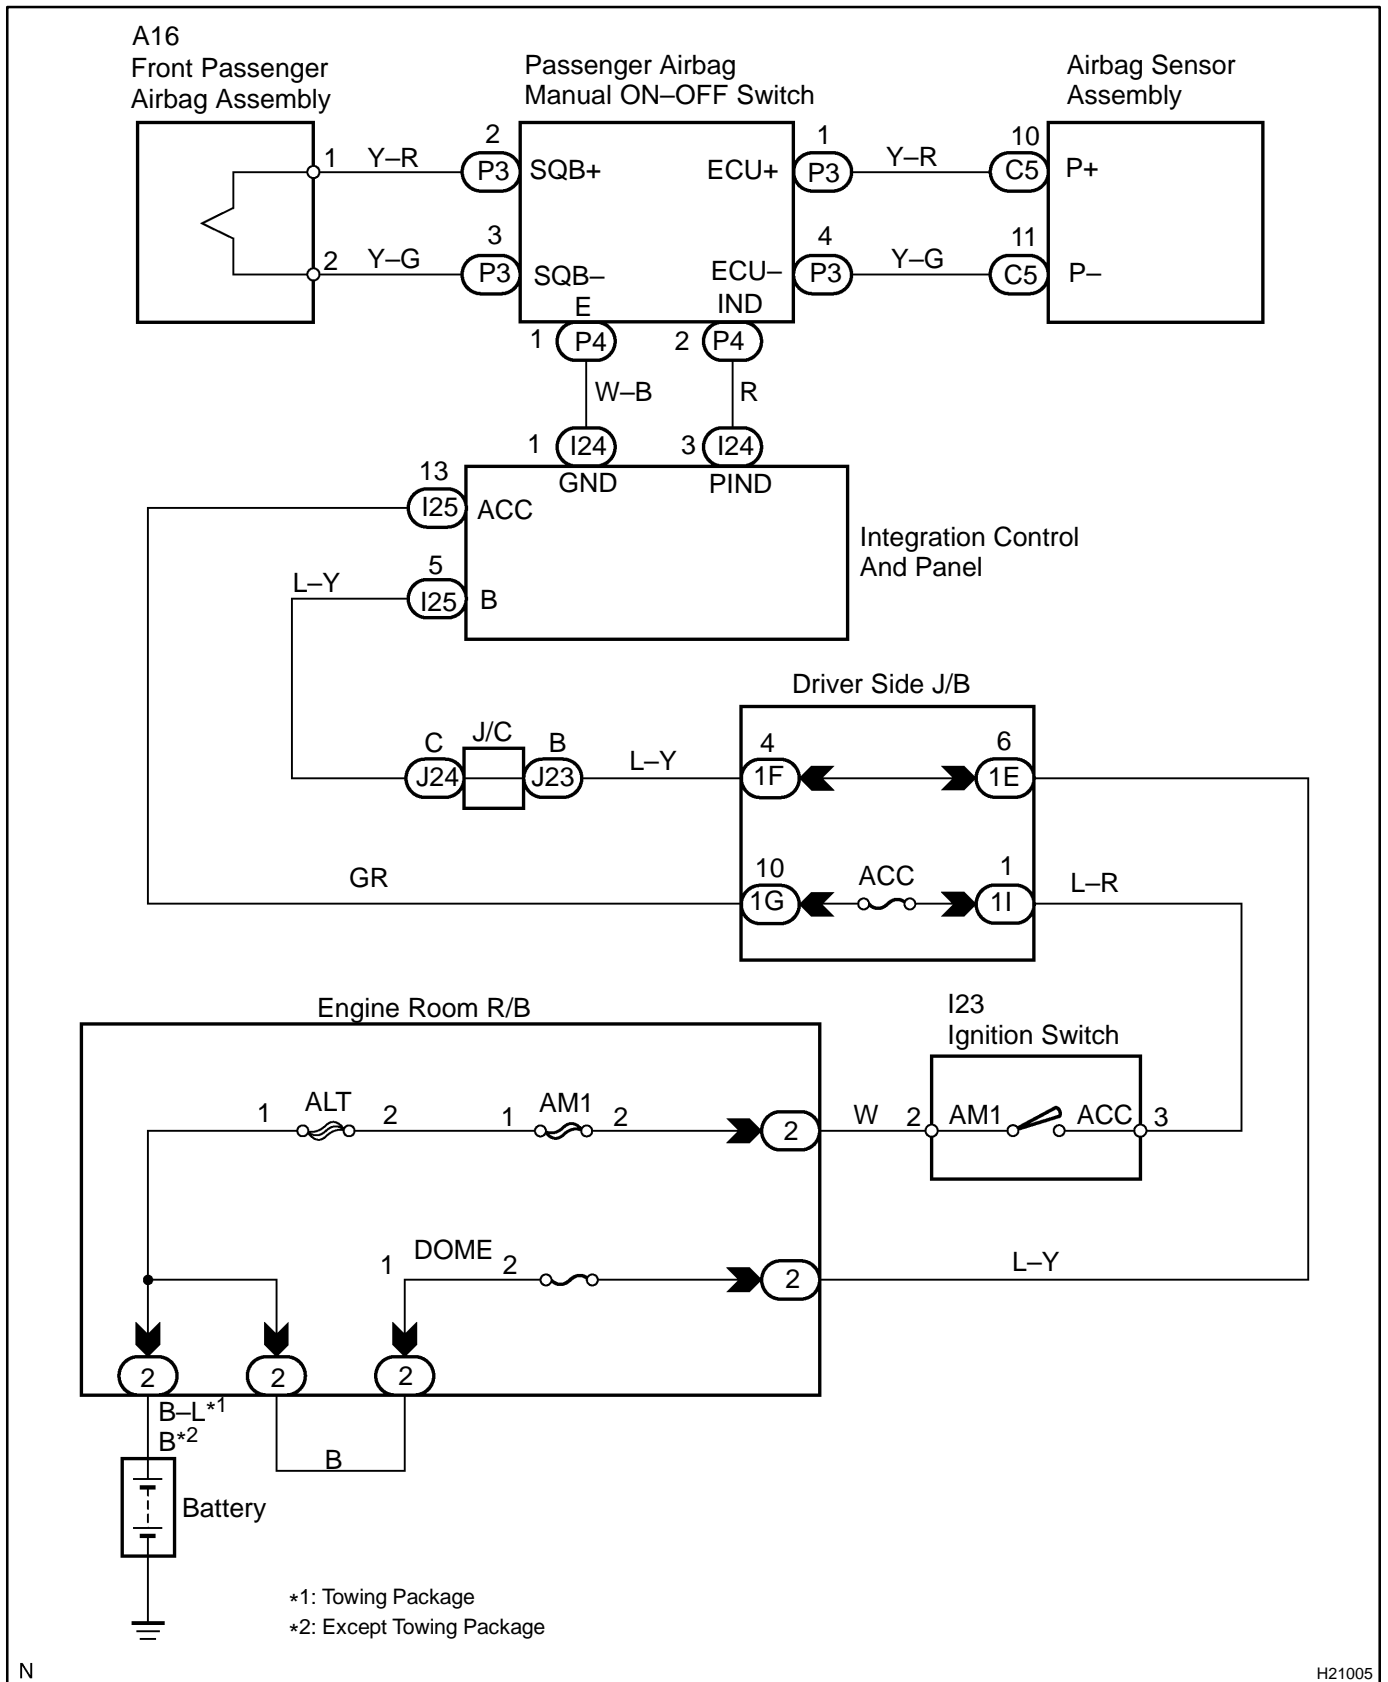 A16
Front Passenger
Airbag Assembly
Passenger Airbag
Manual ON–OFF Switch
Airbag Sensor
Assembly
1 Y–R 2 P3 SQB+ ECU+ 1 P3 Y–R 10 C5 P+
2 Y–G 3 P3 SQB– ECU– 4 P3 Y–G 11 C5 P–
E IND
1 P4 2 P4
W–B R
1 I24 3 I24
GND PIND
13 I25 ACC
Integration Control
And Panel
L–Y 5 I25 B
Driver Side J/B
C J24 J/C B J23 L–Y 4 1F 6 1E
GR 10 1G ACC 1 1I L–R
Engine Room R/B
I23
Ignition Switch
1 ALT 2 1 AM1 2 2 W 2 AM1 ACC 3
1 DOME 2 2 L–Y
2 2 2
B–L*1
B*2
B
Battery
*1: Towing Package
*2: Except Towing Package
N
H21005